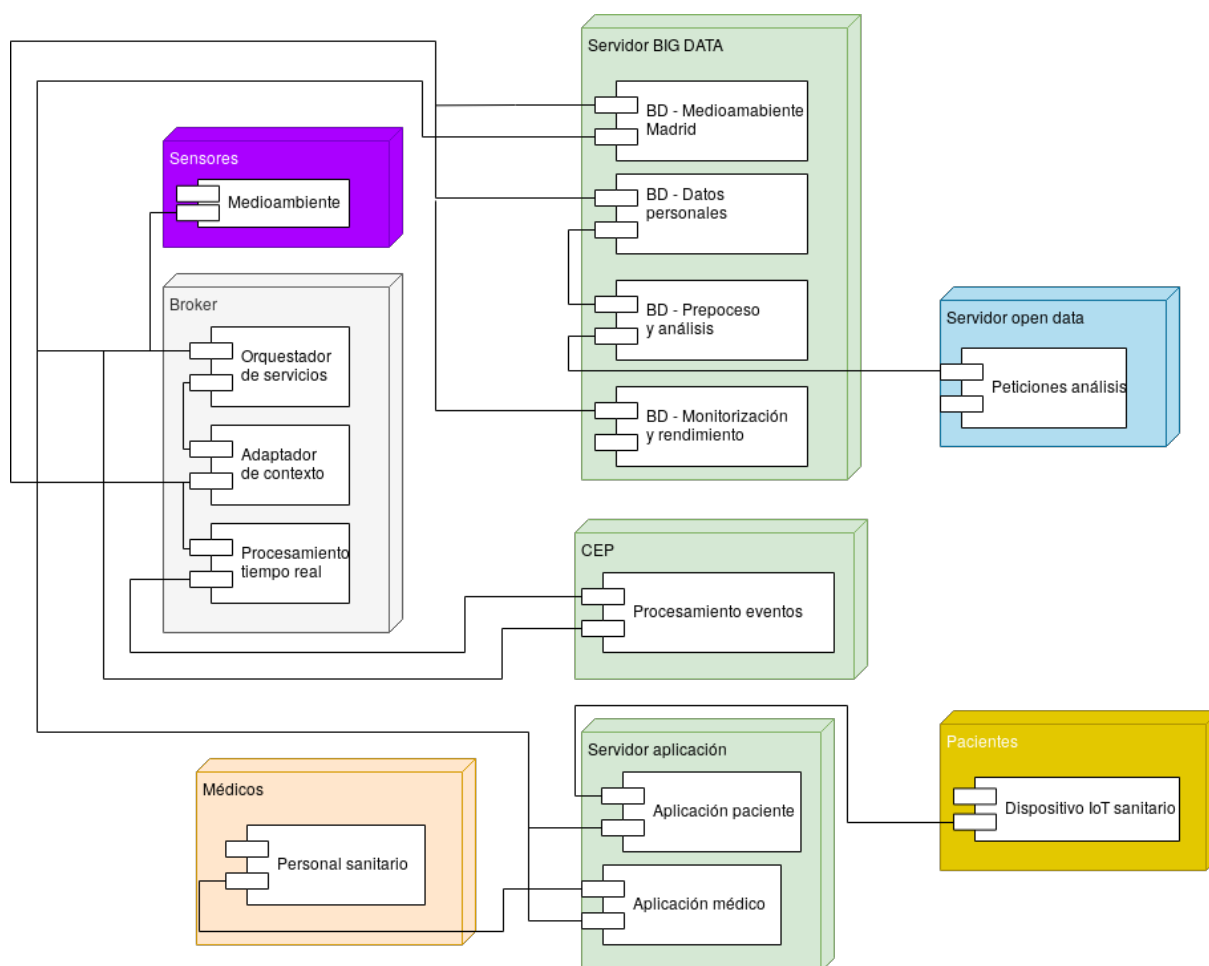 Servidor BIG DATA
BD - Medioamabiente
Madrid
BD - Datos
personales
BD - Prepoceso
y análisis
BD - Monitorización
y rendimiento
Sensores
Medioambiente
Broker
Orquestador
de servicios
Adaptador
de contexto
Procesamiento
tiempo real
Servidor open data
Peticiones análisis
CEP
Procesamiento eventos
Servidor aplicación
Aplicación paciente
Aplicación médico
Médicos
Personal sanitario
Pacientes
Dispositivo IoT sanitario